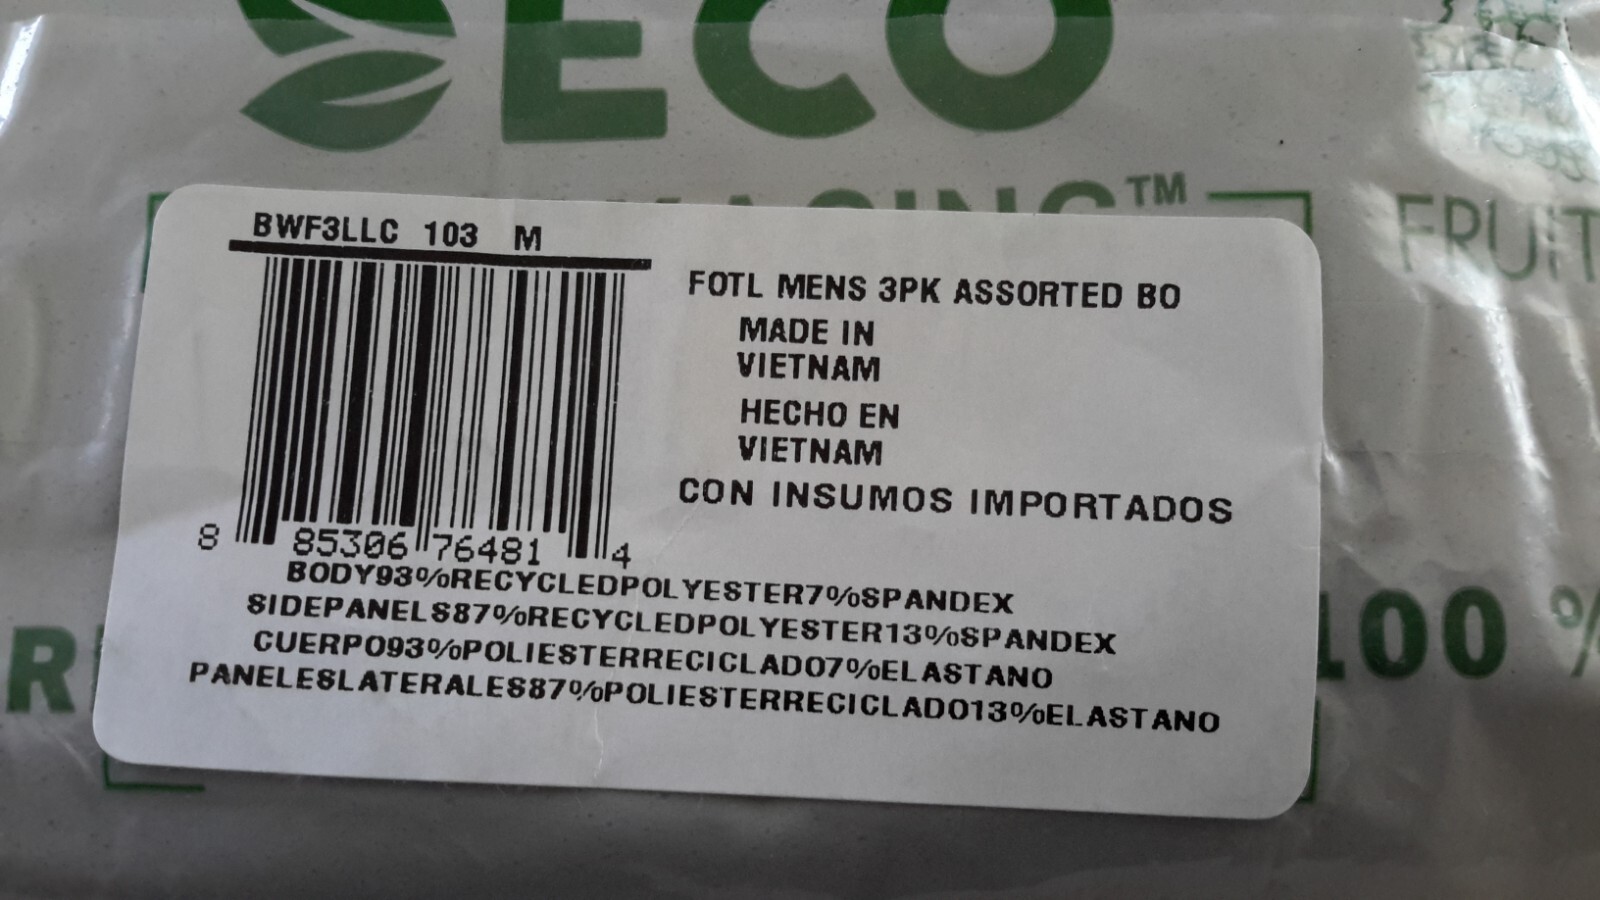 ECO
TM
FRUIT
BWF3LLC 103 M
FOTL MENS 3PK ASSORTED BO
MADE IN
VIETNAM
HECHO EN
VIETNAM
CON INSUMOS IMPORTADOS
8 85306 76481 4
BODY93%RECYCLEDPOLYESTER7%SPANDEX
SIDEPANELS87%RECYCLEDPOLYESTER13%SPANDEX
CUERPO93%POLIESTERRECICLADO7%ELASTANO
PANELESLATERALES87%POLIESTERRECICLADO13%ELASTANO
100 %